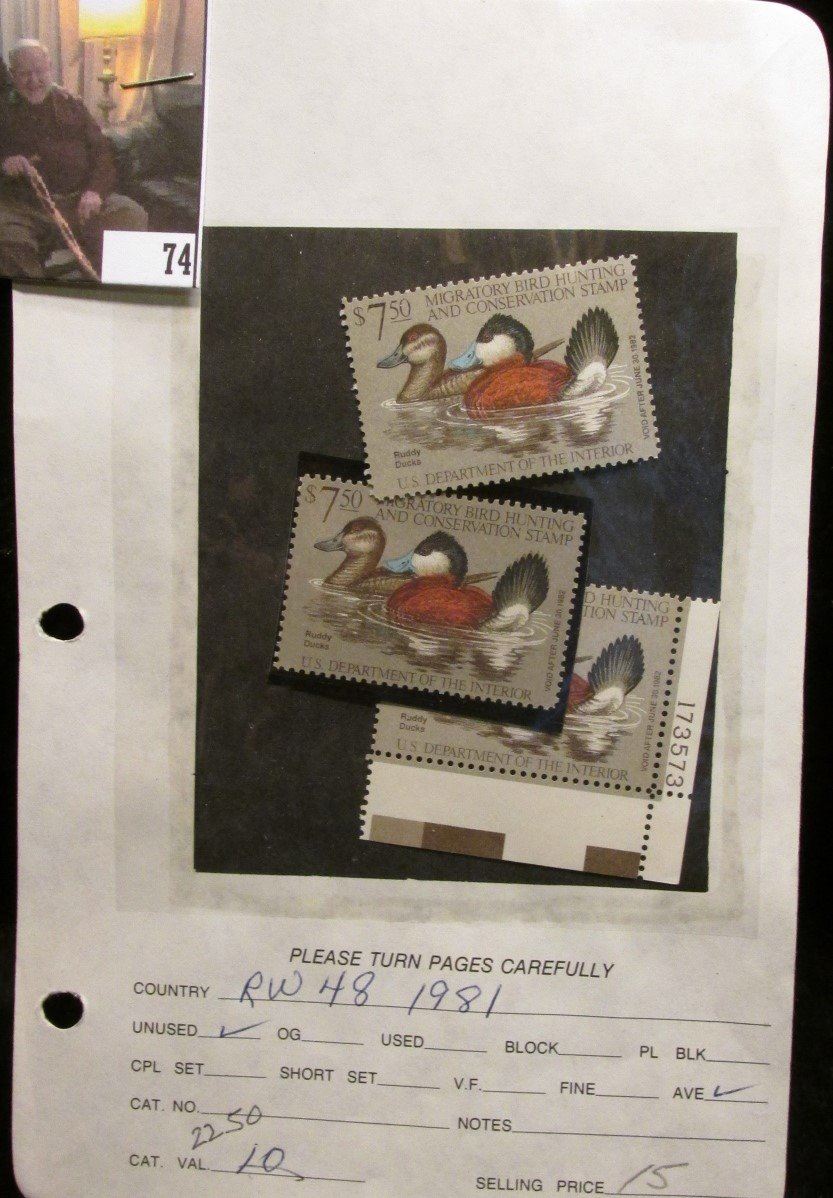 74
$7.50
MIGRATORY BIRD HUNTING
AND CONSERVATION STAMP
VOID AFTER JUNE 30 1982
Ruddy
Ducks
U.S. DEPARTMENT OF THE INTERIOR
$7.50
MIGRATORY BIRD HUNTING
AND CONSERVATION STAMP
VOID AFTER JUNE 30 1982
Ruddy
Ducks
U.S. DEPARTMENT OF THE INTERIOR
D HUNTING
TION STAMP
VOID AFTER JUNE 30 1982
Ruddy
Ducks
U.S. DEPARTMENT OF THE INTERIOR
173573
PLEASE TURN PAGES CAREFULLY
COUNTRY RW 48 1981
UNUSED ✓ OG USED BLOCK PL BLK
CPL SET SHORT SET V.F. FINE AVE ✓
CAT. NO. NOTES
22.50
CAT. VAL. 10 SELLING PRICE 15